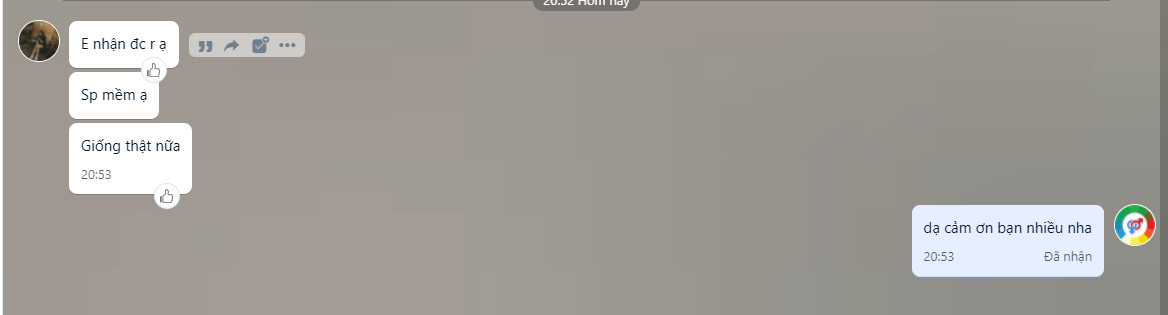 20:52 Hôm nay
E nhận đc r ạ
Sp mềm ạ
Giống thật nữa
20:53
dạ cảm ơn bạn nhiều nha
20:53 Đã nhận